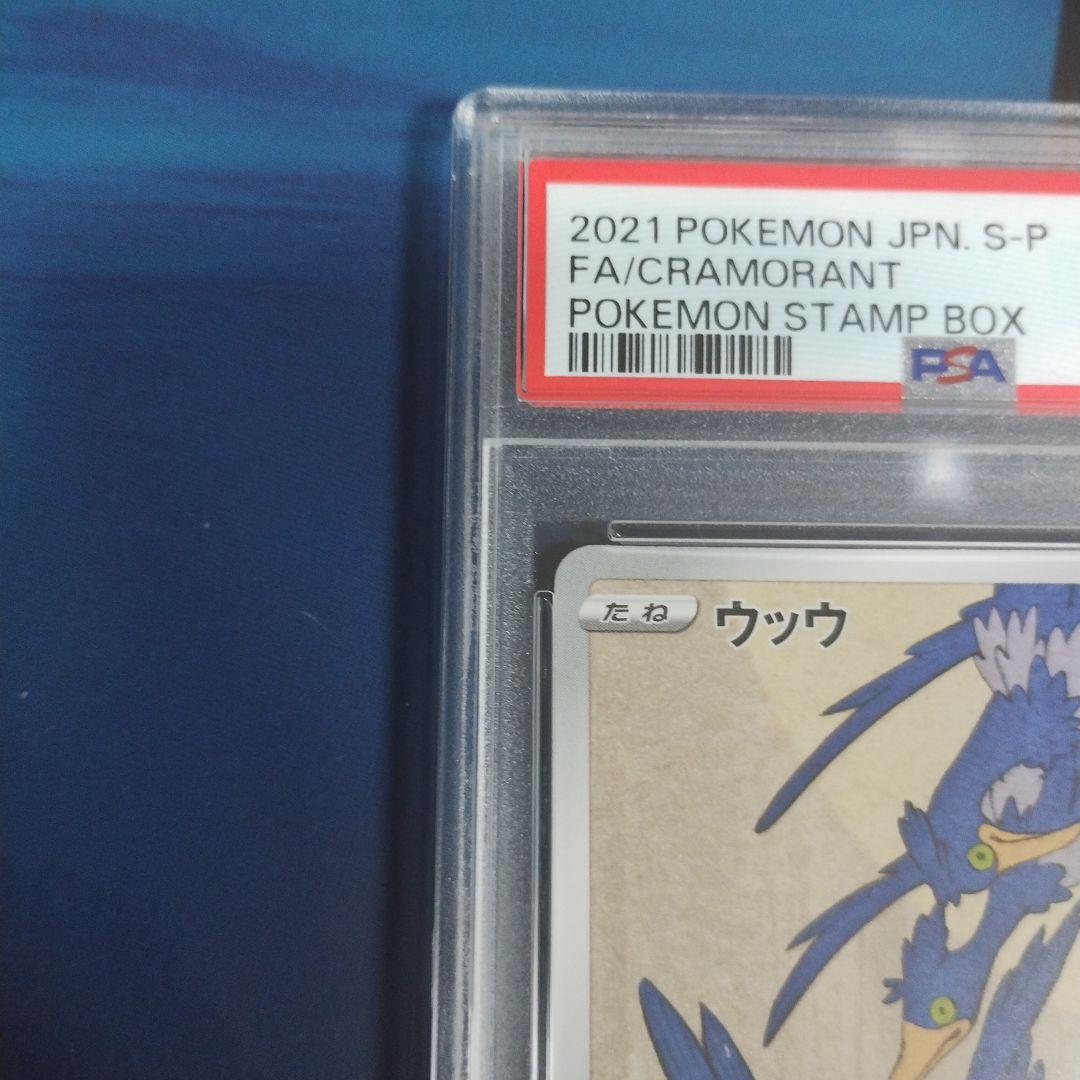 2021 POKEMON JPN. S-P
FA/CRAMORANT
POKEMON STAMP BOX
PSA
たね ウッウ